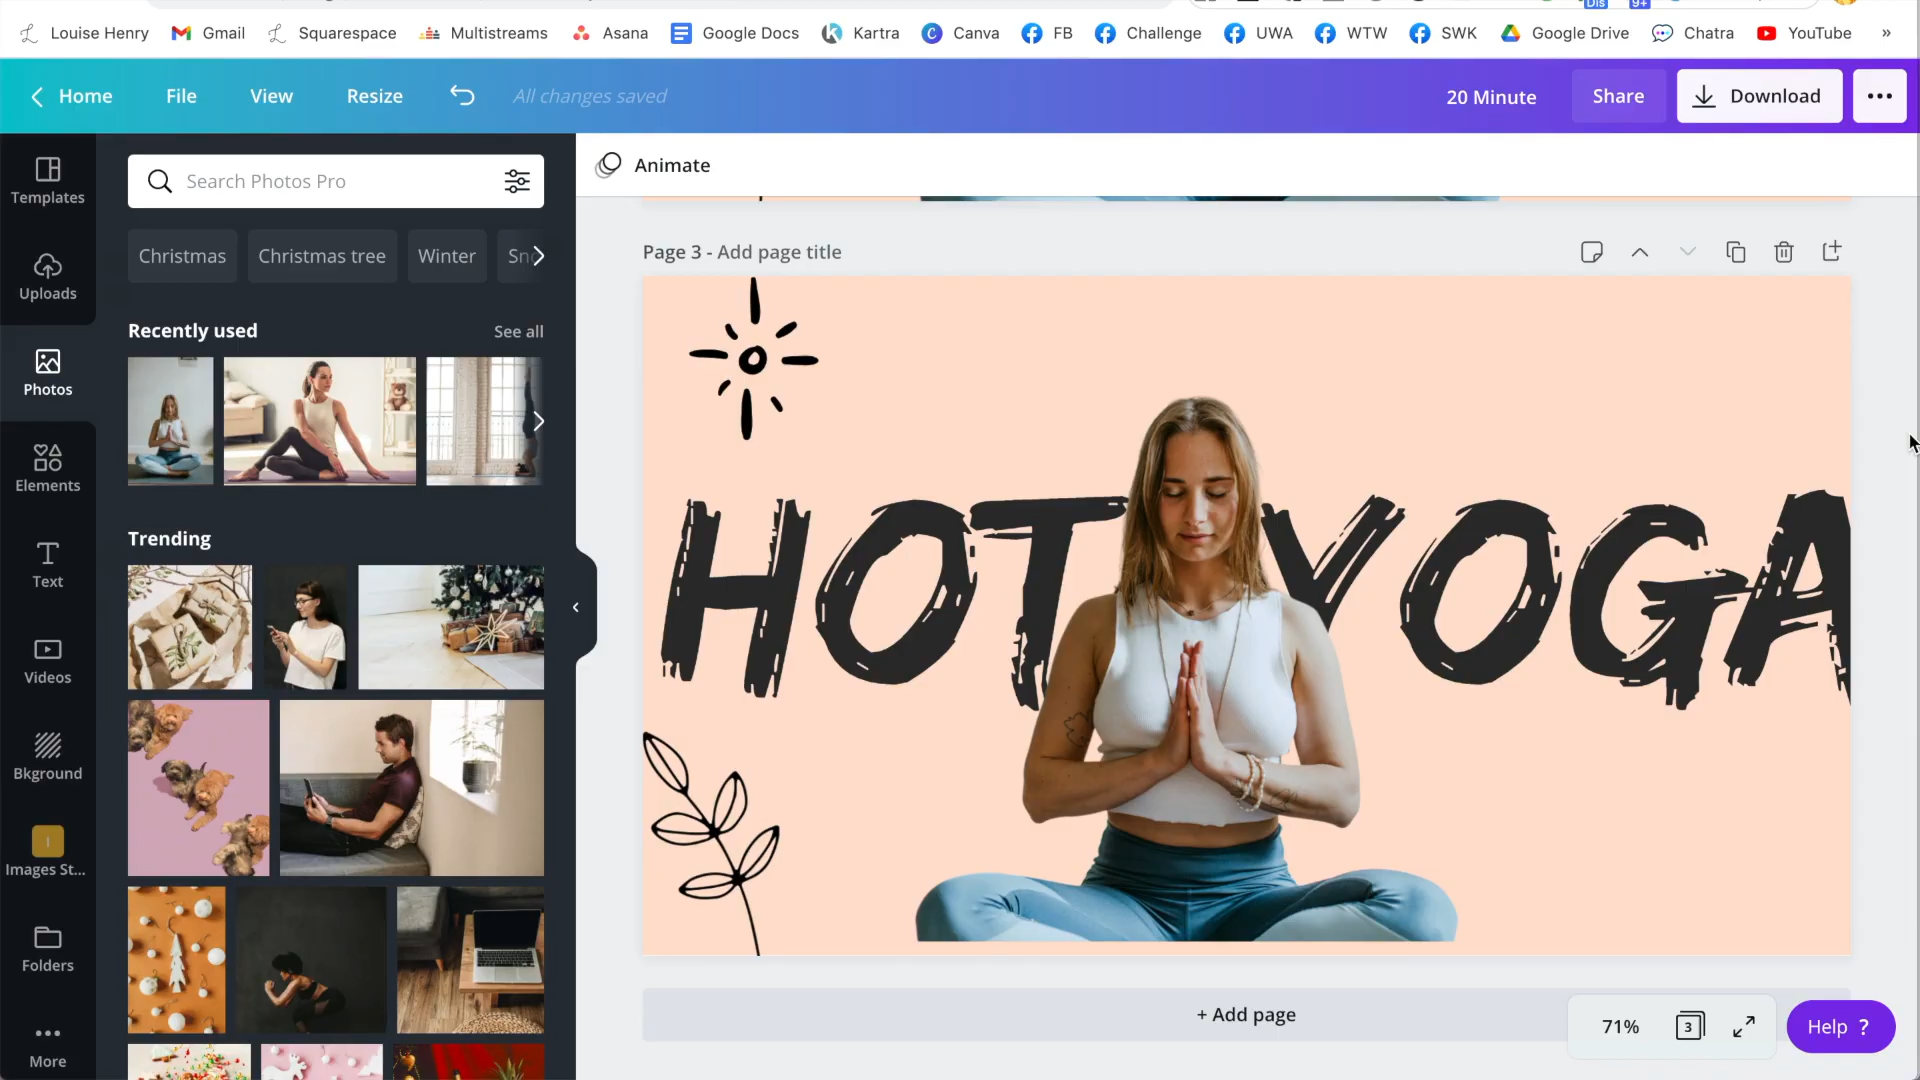 Louise Henry
Gmail
Squarespace
Multistreams
Asana
Google Docs
Kartra
Canva
FB
Challenge
UWA
WTW
SWK
Google Drive
Chatra
YouTube
»
Dis
9+
Home
File
View
Resize
All changes saved
20 Minute
Share
Download
Templates
Uploads
Photos
Elements
Text
Videos
Bkground
Images St...
Folders
More
Search Photos Pro
Christmas
Christmas tree
Winter
Recently used
See all
Trending
Animate
Page 3 - Add page title
HOT YOGA
+ Add page
71%
3
Help ?